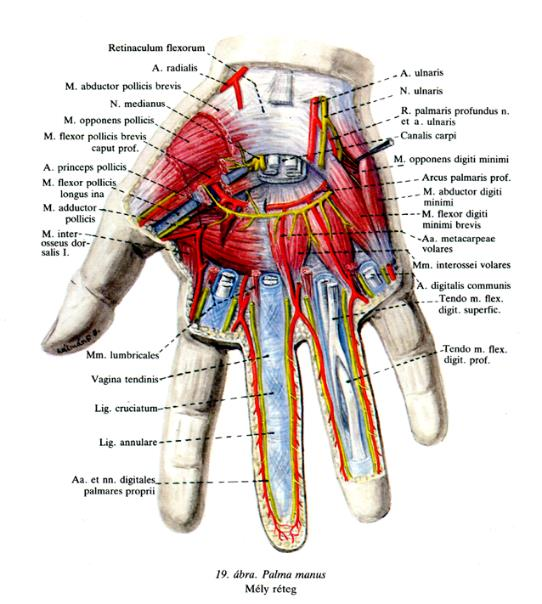 Retinaculum flexorum
A. radialis
M. abductor pollicis brevis
N. medianus
M. opponens pollicis
M. flexor pollicis brevis
caput prof.
A. princeps pollicis
M. flexor pollicis
longus ina
M. adductor
pollicis
M. inter-
osseus dor-
salis I.
Mm. lumbricales
Vagina tendinis
Lig. cruciatum
Lig. annulare
Aa. et nn. digitales
palmares proprii
A. ulnaris
N. ulnaris
R. palmaris profundus n.
et a. ulnaris
Canalis carpi
M. opponens digiti minimi
Arcus palmaris prof.
M. abductor digiti
minimi
M. flexor digiti
minimi brevis
Aa. metacarpeae
volares
Mm. interossei volares
A. digitalis communis
Tendo m. flex.
digit. superfic.
Tendo m. flex.
digit. prof.
19. ábra. Palma manus
Mély réteg